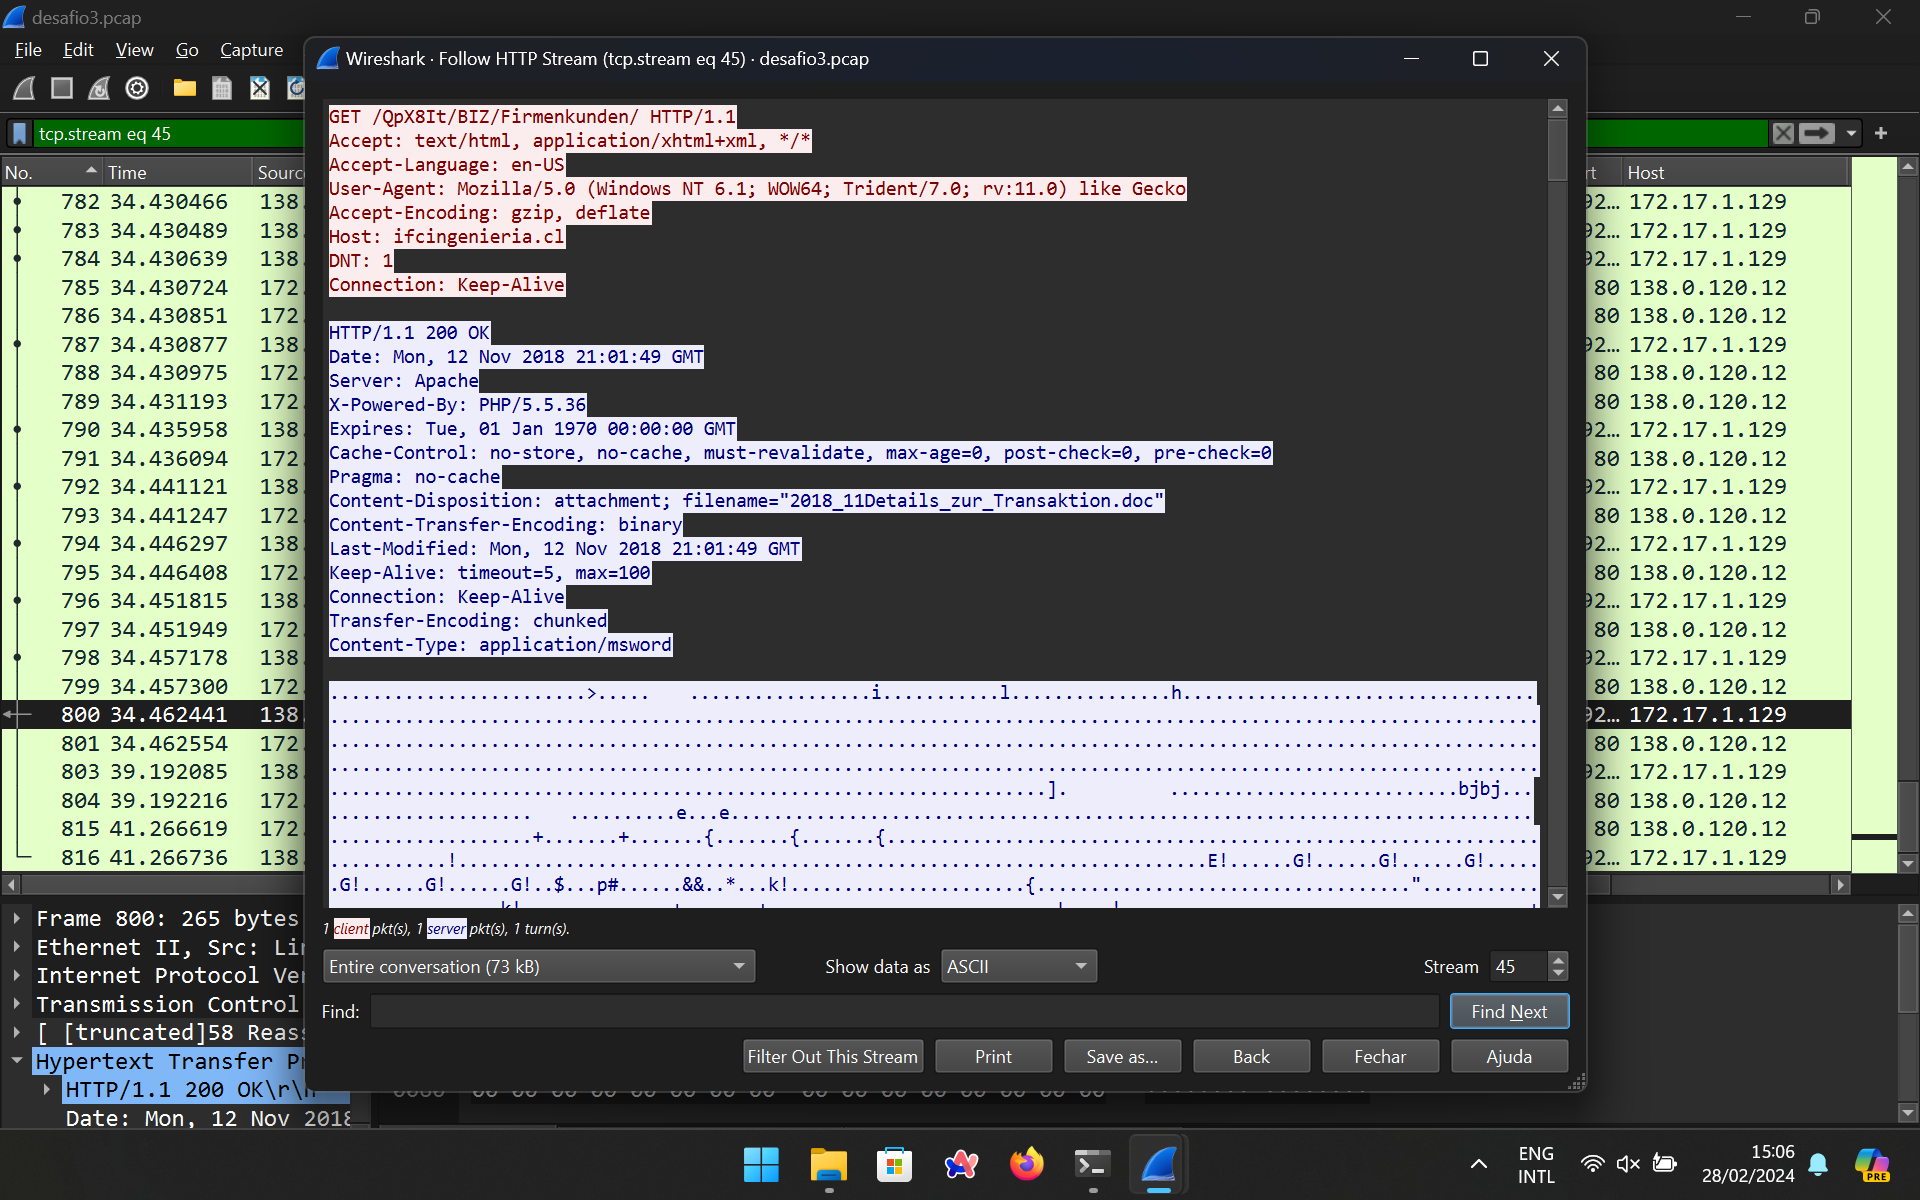 desafio3.pcap
File Edit View Go Capture
tcp.stream eq 45
No. Time Host
782 34.430466 138. 92… 172.17.1.129
783 34.430489 138. 92… 172.17.1.129
784 34.430639 138. 92… 172.17.1.129
785 34.430724 172. 80 138.0.120.12
786 34.430851 172. 80 138.0.120.12
787 34.430877 138. 92… 172.17.1.129
788 34.430975 172. 80 138.0.120.12
789 34.431193 172. 80 138.0.120.12
790 34.435958 138. 92… 172.17.1.129
791 34.436094 172. 80 138.0.120.12
792 34.441121 138. 92… 172.17.1.129
793 34.441247 172. 80 138.0.120.12
794 34.446297 138. 92… 172.17.1.129
795 34.446408 172. 80 138.0.120.12
796 34.451815 138. 92… 172.17.1.129
797 34.451949 172. 80 138.0.120.12
798 34.457178 138. 92… 172.17.1.129
799 34.457300 172. 80 138.0.120.12
800 34.462441 138. 92… 172.17.1.129
801 34.462554 172. 80 138.0.120.12
803 39.192085 138. 92… 172.17.1.129
804 39.192216 172. 80 138.0.120.12
815 41.266619 172. 80 138.0.120.12
816 41.266736 138. 92… 172.17.1.129
Frame 800: 265 bytes
Ethernet II, Src:
Internet Protocol
Transmission Control
[ [truncated]58
Hypertext Transfer
HTTP/1.1 200 OK\r\n
Date: Mon, 12 Nov 2018
Wireshark · Follow HTTP Stream (tcp.stream eq 45) · desafio3.pcap
GET /QpX8It/BIZ/Firmenkunden/ HTTP/1.1
Accept: text/html, application/xhtml+xml, */*
Accept-Language: en-US
User-Agent: Mozilla/5.0 (Windows NT 6.1; WOW64; Trident/7.0; rv:11.0) like Gecko
Accept-Encoding: gzip, deflate
Host: ifcingenieria.cl
DNT: 1
Connection: Keep-Alive
HTTP/1.1 200 OK
Date: Mon, 12 Nov 2018 21:01:49 GMT
Server: Apache
X-Powered-By: PHP/5.5.36
Expires: Tue, 01 Jan 1970 00:00:00 GMT
Cache-Control: no-store, no-cache, must-revalidate, max-age=0, post-check=0, pre-check=0
Pragma: no-cache
Content-Disposition: attachment; filename="2018_11Details_zur_Transaktion.doc"
Content-Transfer-Encoding: binary
Last-Modified: Mon, 12 Nov 2018 21:01:49 GMT
Keep-Alive: timeout=5, max=100
Connection: Keep-Alive
Transfer-Encoding: chunked
Content-Type: application/msword
1 client pkt(s), 1 server pkt(s), 1 turn(s).
Entire conversation (73 kB) Show data as ASCII Stream 45
Find: Find Next
Filter Out This Stream Print Save as… Back Fechar Ajuda
ENG
INTL
15:06
28/02/2024
PRE